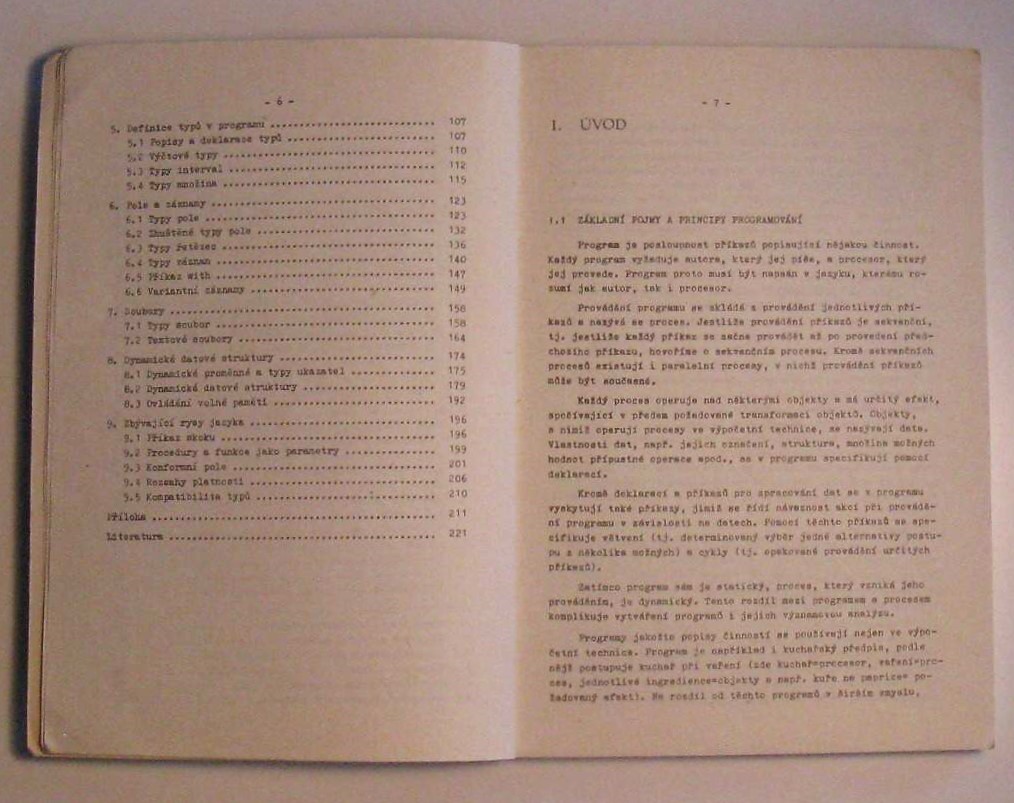 - 6 -
5. Definice typů v programu ................................ 107
5.1 Popisy a deklarace typů ............................ 107
5.2 Výčtové typy ....................................... 110
5.3 Typy interval ...................................... 112
5.4 Typy množina ....................................... 115
6. Pole a záznamy .......................................... 123
6.1 Typy pole .......................................... 123
6.2 Zhuštěné typy pole ................................. 132
6.3 Typy řetězec ....................................... 136
6.4 Typy záznam ........................................ 140
6.5 Příkaz with ........................................ 147
6.6 Variantní záznamy .................................. 149
7. Soubory ................................................. 158
7.1 Typy soubor ........................................ 158
7.2 Textové soubory .................................... 164
8. Dynamické datové struktury .............................. 174
8.1 Dynamické proměnné a typy ukazatel ................. 175
8.2 Dynamické datové struktury ......................... 179
8.3 Ovládání volné paměti .............................. 192
9. Zbývající rysy jazyka ................................... 196
9.1 Příkaz skoku ....................................... 196
9.2 Procedury a funkce jako parametry .................. 199
9.3 Konformní pole ..................................... 201
9.4 Rozsahy platnosti .................................. 206
9.5 Kompatibilita typů ................................. 210
Příloha .................................................... 211
Literatura ................................................. 221
- 7 -
1. ÚVOD
1.1 ZÁKLADNÍ POJMY A PRINCIPY PROGRAMOVÁNÍ
Program je posloupnost příkazů popisující nějakou činnost.
Každý program vyžaduje autora, který jej píše, a procesor, který
jej provede. Program proto musí být napsán v jazyku, kterému ro-
zumí jak autor, tak i procesor.
Provádění programu se skládá z provádění jednotlivých pří-
kazů a nazývá se proces. Jestliže provádění příkazů je sekvenční,
tj. jestliže každý příkaz se začne provádět až po provedení před-
chozího příkazu, hovoříme o sekvenčním procesu. Kromě sekvenčních
procesů existují i paralelní procesy, v nichž provádění příkazů
může být současné.
Každý proces operuje nad některými objekty a má určitý efekt,
spočívající v předem požadované transformaci objektů. Objekty,
s nimiž operují procesy ve výpočetní technice, se nazývají data.
Vlastnosti dat, např. jejich označení, struktura, množina možných
hodnot přípustné operace apod., se v programu specifikují pomocí
deklarací.
Kromě deklarací a příkazů pro zpracování dat se v programu
vyskytují také příkazy, jimiž se řídí návaznost akcí při provádě-
ní programu v závislosti na datech. Pomocí těchto příkazů se spe-
cifikuje větvení (tj. determinovaný výběr jedné alternativy postu-
pu z několika možných) a cykly (tj. opakované provádění určitých
příkazů).
Zatímco program sám je statický, proces, který vzniká jeho
prováděním, je dynamický. Tento rozdíl mezi programem a procesem
komplikuje vytváření programů i jejich významovou analýzu.
Programy jakožto popisy činností se používají nejen ve výpo-
četní technice. Program je například i kuchařský předpis, podle
nějž postupuje kuchař při vaření (zde kuchař=procesor, vaření=pro-
ces, jednotlivé ingredience=objekty a např. kuře na paprice= po-
žadovaný efekt). Na rozdíl od těchto programů v širším smyslu,